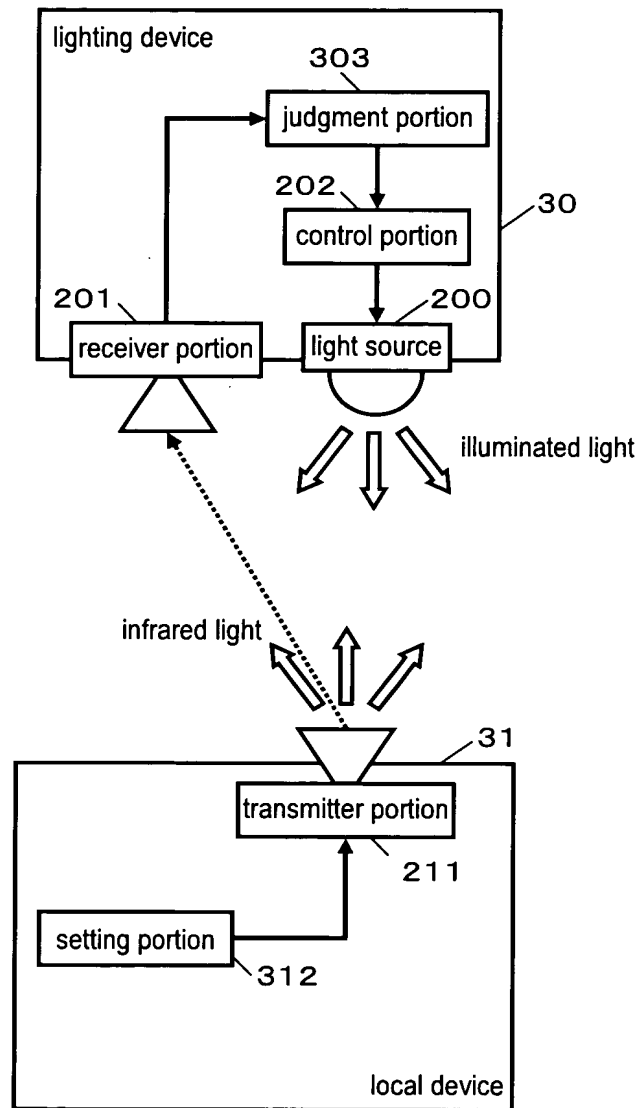 lighting device
303
judgment portion
202
control portion
30
201
200
receiver portion
light source
illuminated light
infrared light
31
transmitter portion
211
setting portion
312
local device